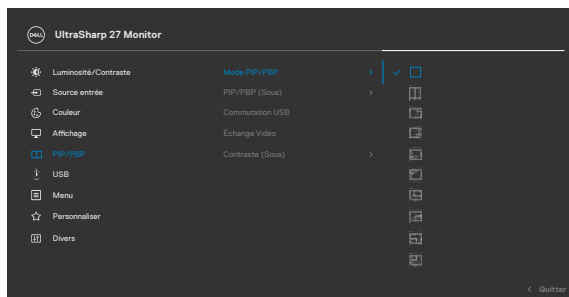 DELL UltraSharp 27 Monitor
Luminosité/Contraste Mode PIP/PBP
Source entrée PIP/PBP (Sous)
Couleur Commutation USB
Affichage Échange Vidéo
PIP/PBP Contraste (Sous)
USB
Menu
Personnaliser
Divers
Quitter